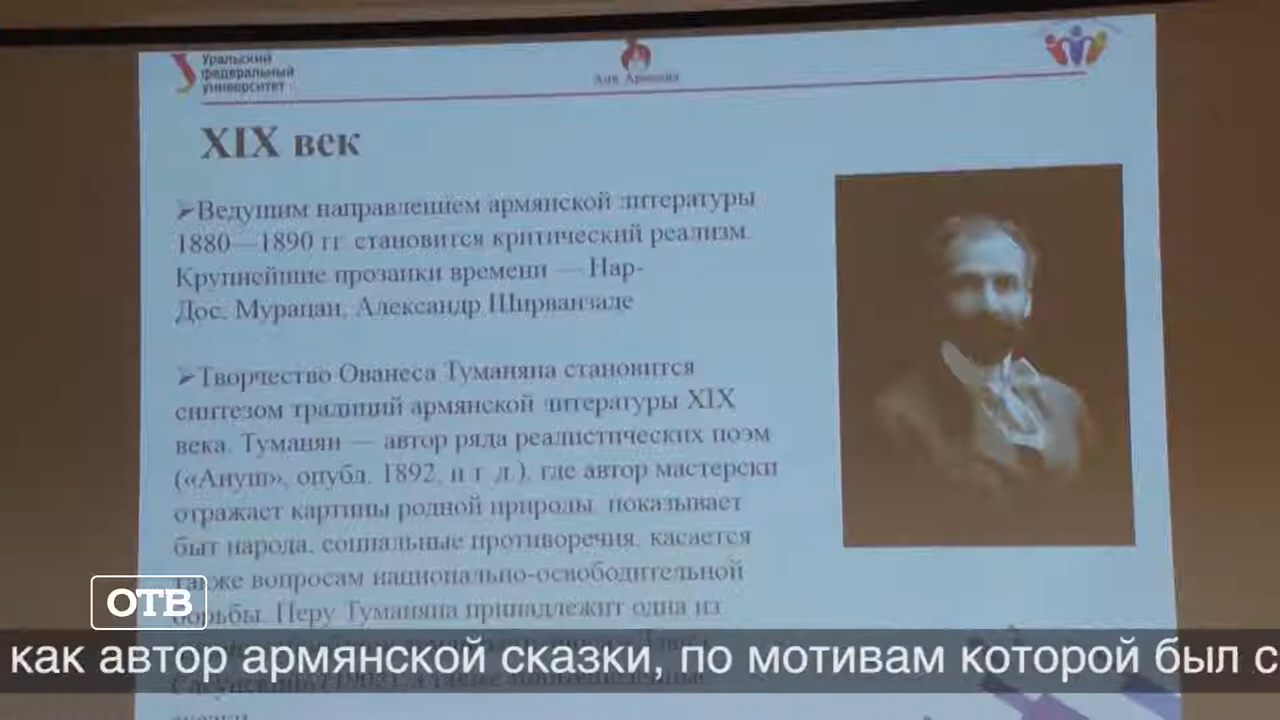 Уральский
федеральный
университет
Дни Армении
XIX век
➤Ведущим направлением армянской литературы
1880—1890 гг. становится критический реализм.
Крупнейшие прозаики времени — Нар-
Дос, Мурацан, Александр Ширванзаде
➤Творчество Ованеса Туманяна становится
синтезом традиций армянской литературы XIX
века. Туманян — автор ряда реалистических поэм
(«Ануш», опубл. 1892, и т. д.), где автор мастерски
отражает картины родной природы, показывает
быт народа, социальные противоречия, касается
также вопросам национально-освободительной
борьбы. Перу Туманяна принадлежит одна из
ОТВ
как автор армянской сказки, по мотивам которой был с